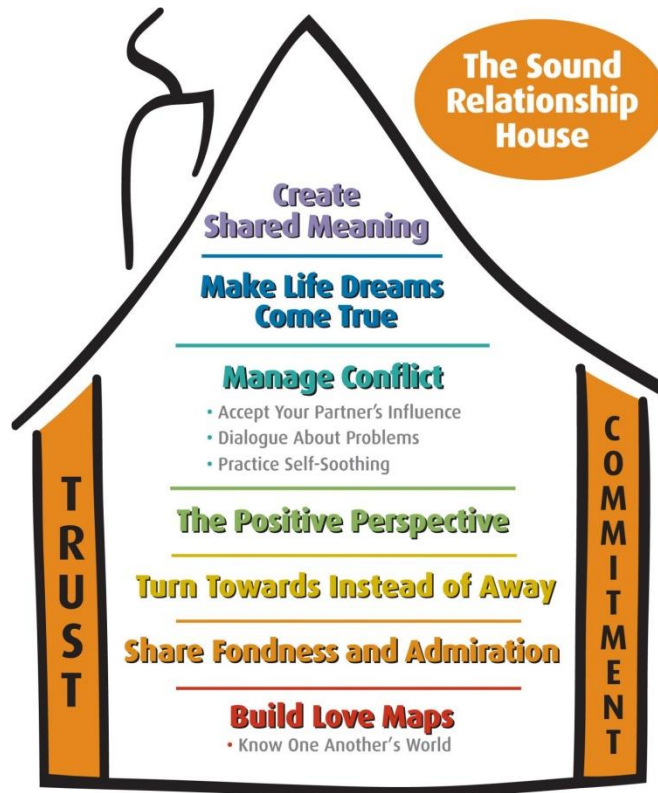 The Sound
Relationship
House
Create
Shared Meaning
Make Life Dreams
Come True
Manage Conflict
• Accept Your Partner's Influence
• Dialogue About Problems
• Practice Self-Soothing
The Positive Perspective
Turn Towards Instead of Away
Share Fondness and Admiration
Build Love Maps
• Know One Another's World
TRUST
COMMITMENT